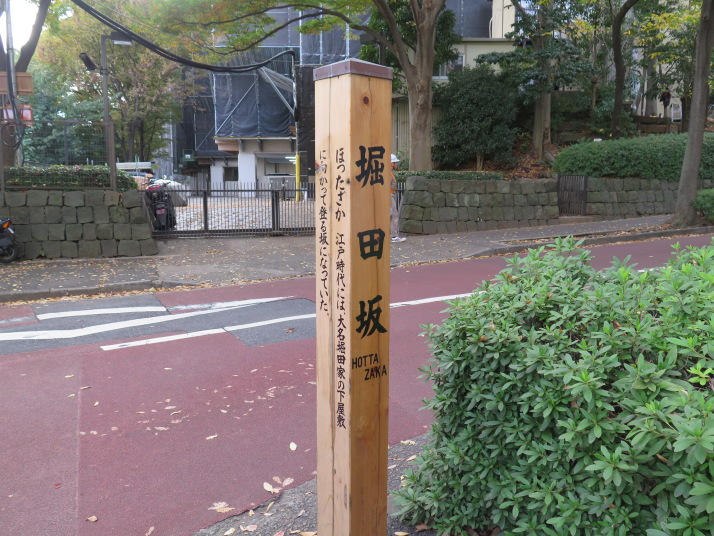 堀田坂
HOTTA
ZAKA
ほったざか　江戸時代には、大名堀田家の下屋敷
に向かって登る坂になっていた。